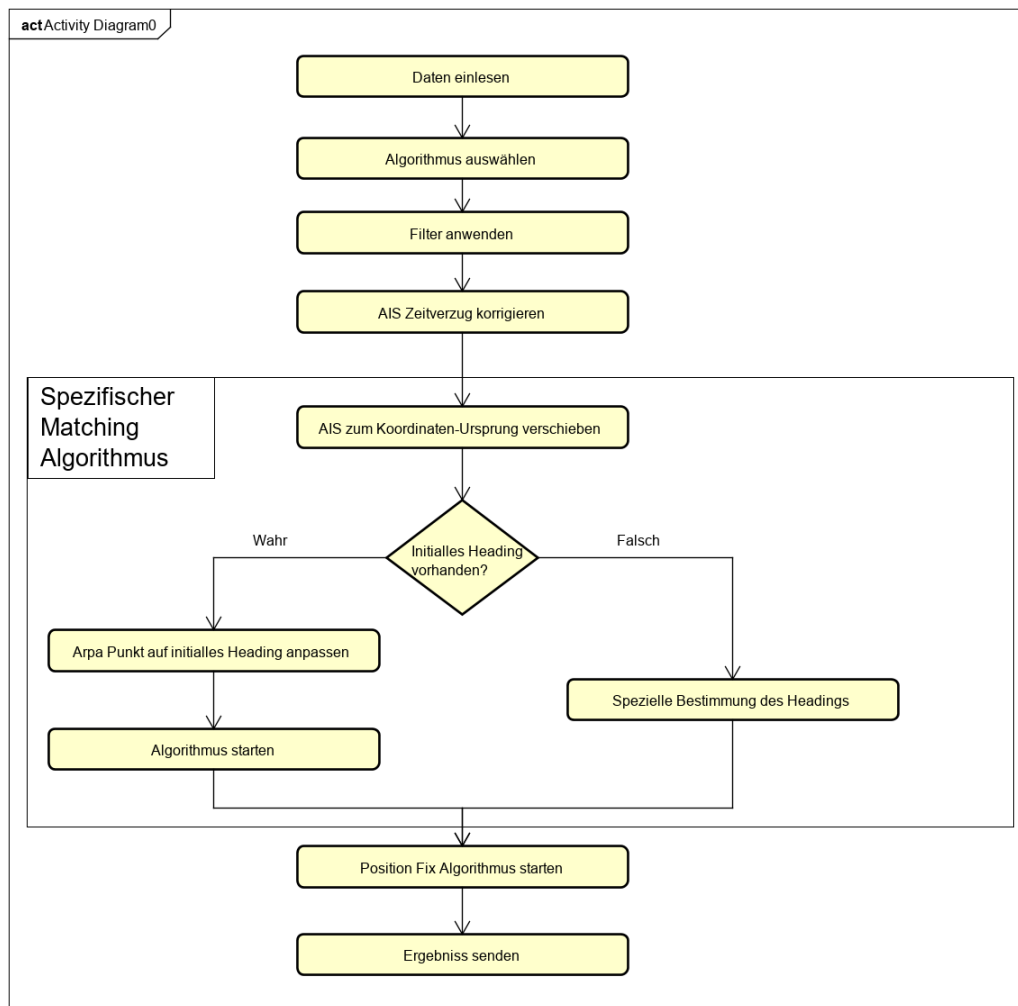 act Activity Diagram0
Daten einlesen
Algorithmus auswählen
Filter anwenden
AIS Zeitverzug korrigieren
Spezifischer
Matching
Algorithmus
AIS zum Koordinaten-Ursprung verschieben
Initialles Heading
vorhanden?
Wahr
Falsch
Arpa Punkt auf initialles Heading anpassen
Spezielle Bestimmung des Headings
Algorithmus starten
Position Fix Algorithmus starten
Ergebniss senden